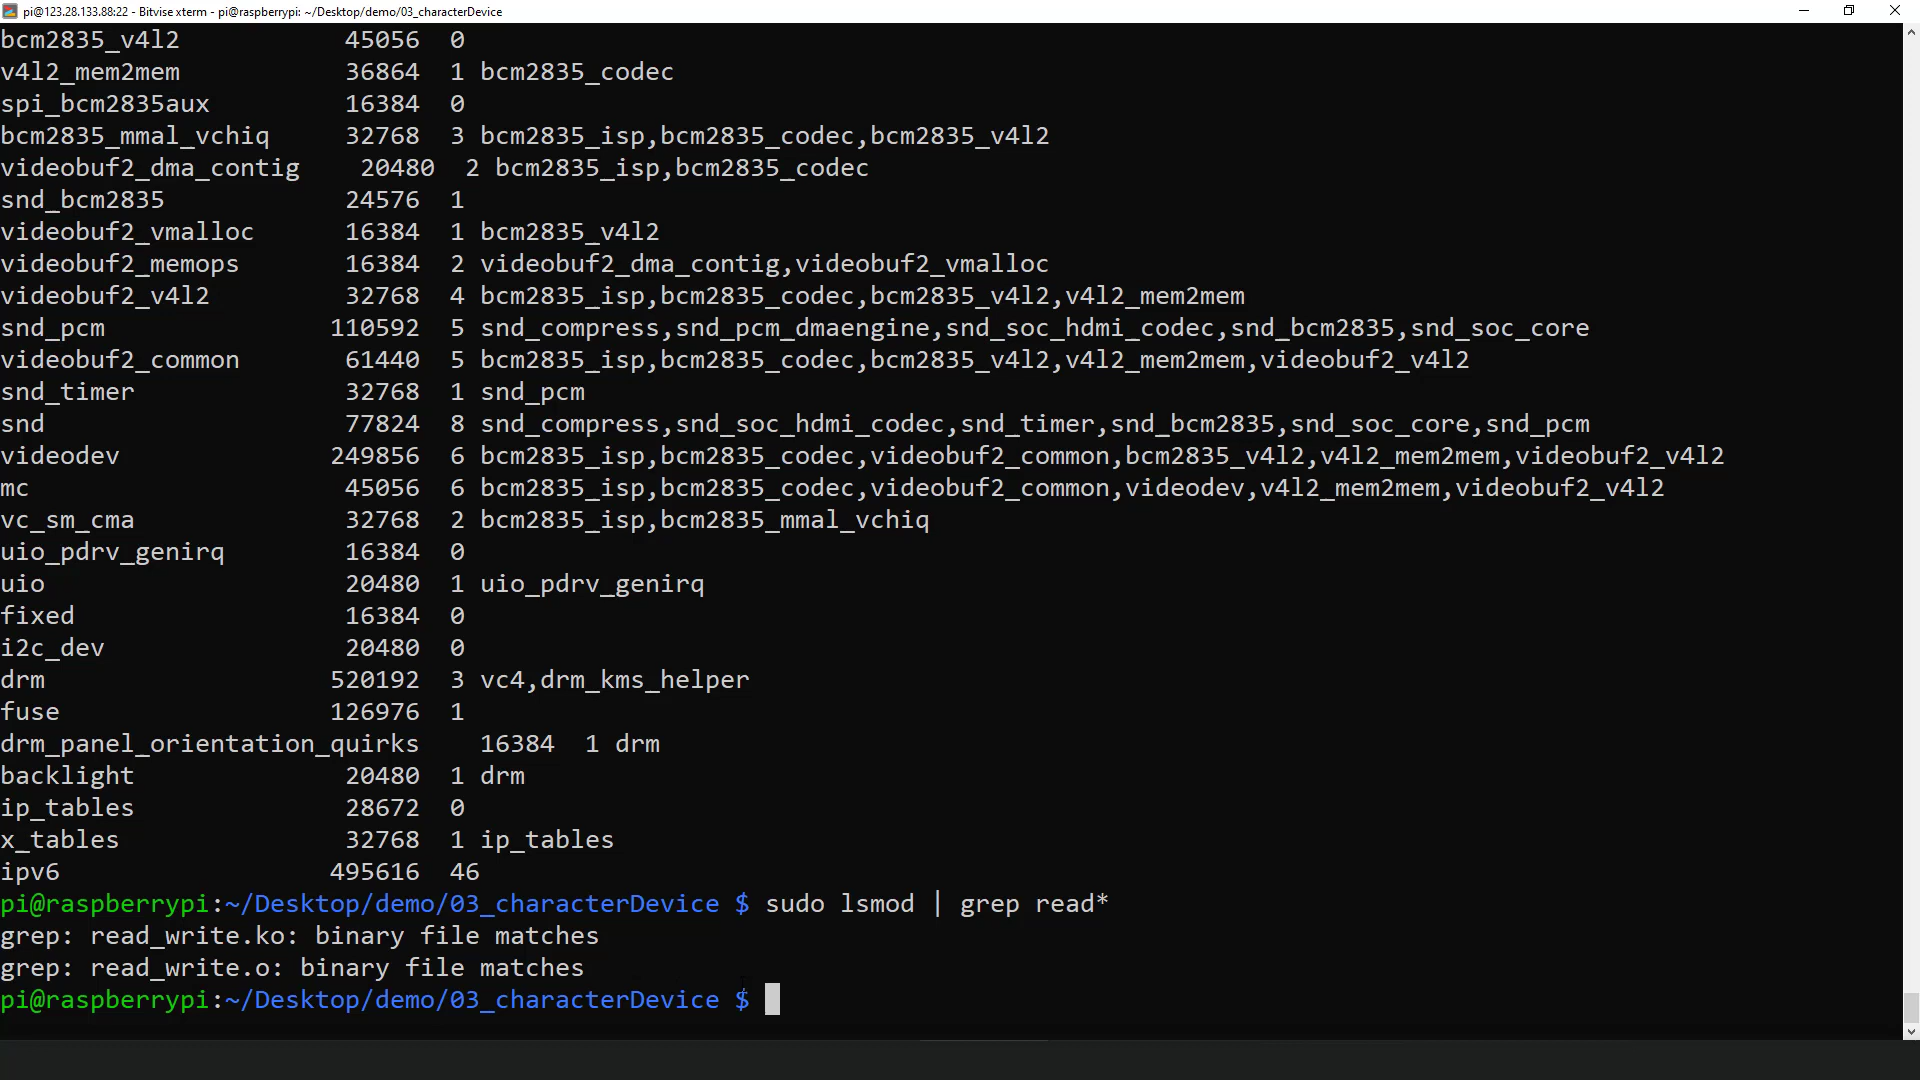 pi@123.28.133.88:22 - Bitvise xterm - pi@raspberrypi: ~/Desktop/demo/03_characterDevice
bcm2835_v4l2           45056  0
v4l2_mem2mem           36864  1 bcm2835_codec
spi_bcm2835aux         16384  0
bcm2835_mmal_vchiq     32768  3 bcm2835_isp,bcm2835_codec,bcm2835_v4l2
videobuf2_dma_contig    20480  2 bcm2835_isp,bcm2835_codec
snd_bcm2835            24576  1
videobuf2_vmalloc      16384  1 bcm2835_v4l2
videobuf2_memops       16384  2 videobuf2_dma_contig,videobuf2_vmalloc
videobuf2_v4l2         32768  4 bcm2835_isp,bcm2835_codec,bcm2835_v4l2,v4l2_mem2mem
snd_pcm               110592  5 snd_compress,snd_pcm_dmaengine,snd_soc_hdmi_codec,snd_bcm2835,snd_soc_core
videobuf2_common       61440  5 bcm2835_isp,bcm2835_codec,bcm2835_v4l2,v4l2_mem2mem,videobuf2_v4l2
snd_timer              32768  1 snd_pcm
snd                    77824  8 snd_compress,snd_soc_hdmi_codec,snd_timer,snd_bcm2835,snd_soc_core,snd_pcm
videodev              249856  6 bcm2835_isp,bcm2835_codec,videobuf2_common,bcm2835_v4l2,v4l2_mem2mem,videobuf2_v4l2
mc                     45056  6 bcm2835_isp,bcm2835_codec,videobuf2_common,videodev,v4l2_mem2mem,videobuf2_v4l2
vc_sm_cma              32768  2 bcm2835_isp,bcm2835_mmal_vchiq
uio_pdrv_genirq        16384  0
uio                    20480  1 uio_pdrv_genirq
fixed                  16384  0
i2c_dev                20480  0
drm                   520192  3 vc4,drm_kms_helper
fuse                  126976  1
drm_panel_orientation_quirks    16384  1 drm
backlight              20480  1 drm
ip_tables              28672  0
x_tables               32768  1 ip_tables
ipv6                  495616  46
pi@raspberrypi:~/Desktop/demo/03_characterDevice $ sudo lsmod | grep read*
grep: read_write.ko: binary file matches
grep: read_write.o: binary file matches
pi@raspberrypi:~/Desktop/demo/03_characterDevice $